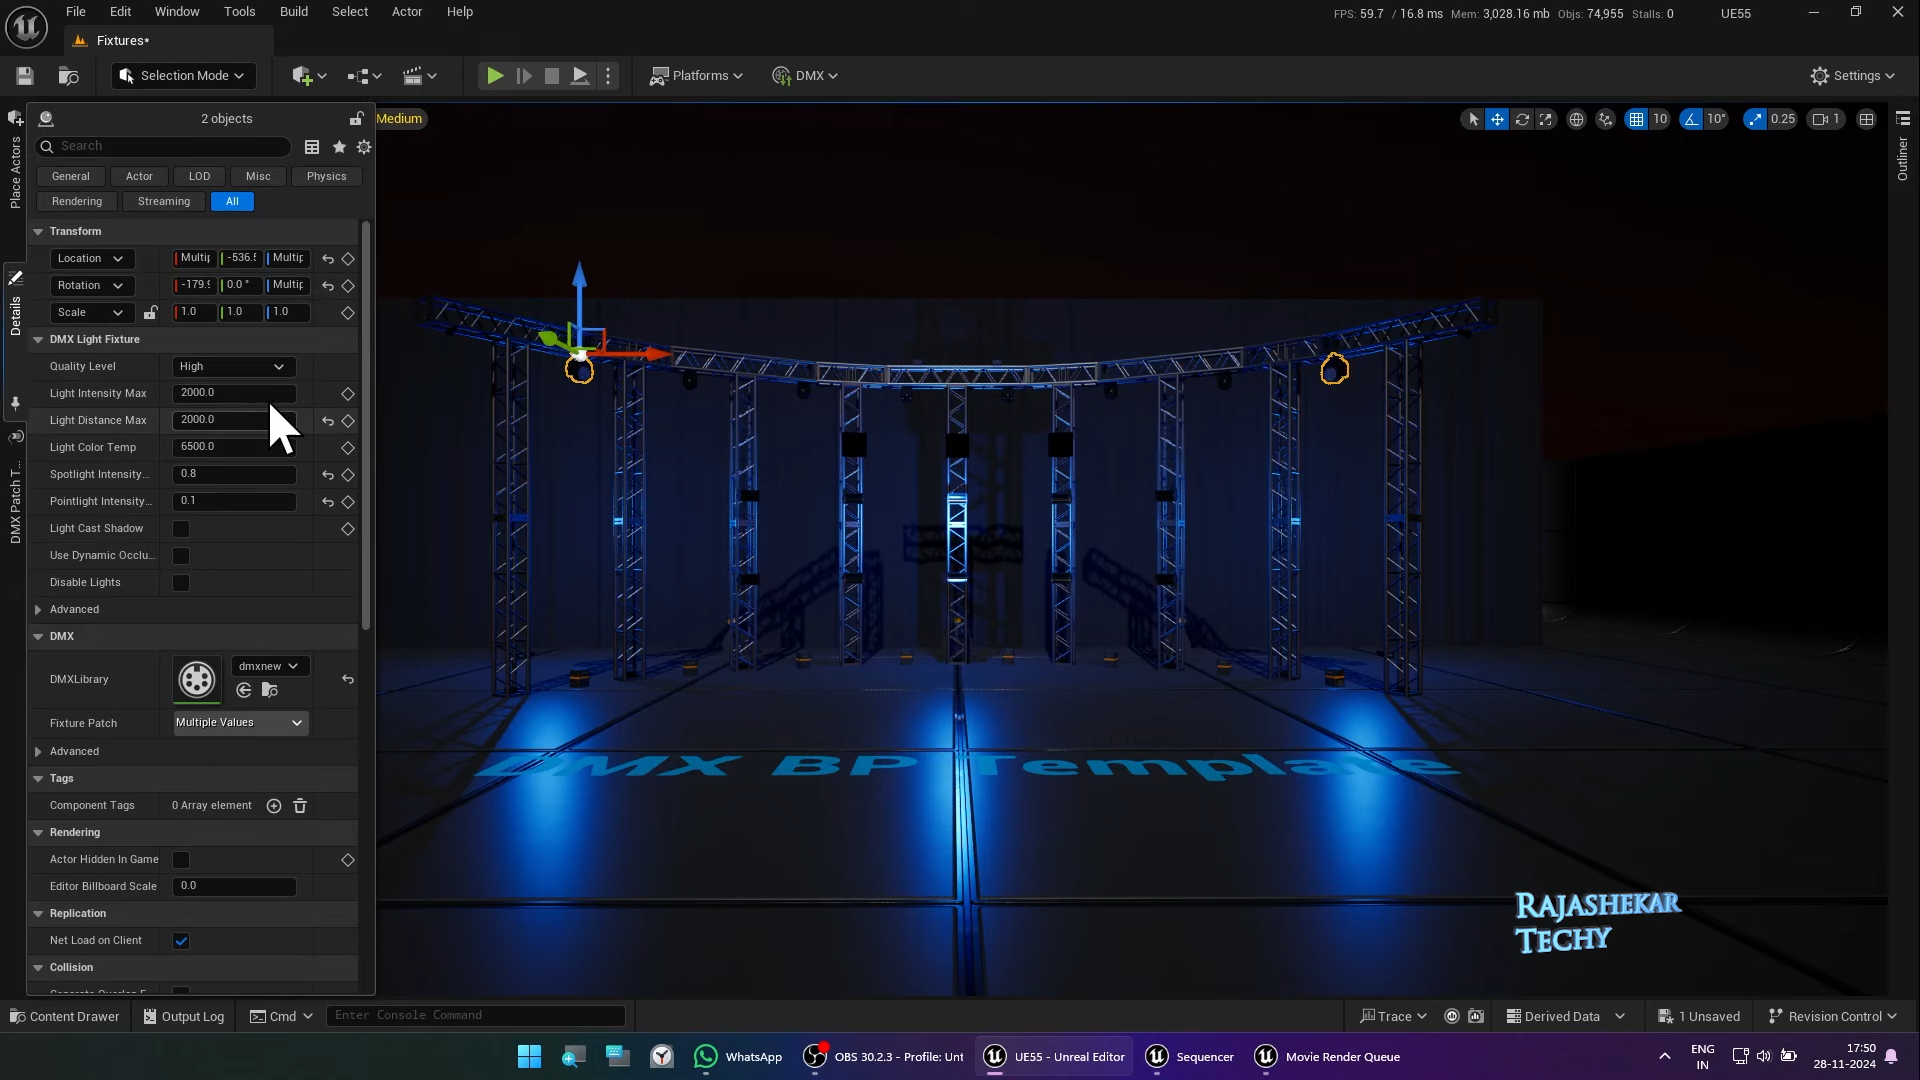 File Edit Window Tools Build Select Actor Help
FPS: 59.7 / 16.8 ms Mem: 3,028.16 mb Objs: 74,955 Stalls: 0 UE55
Fixtures*
Selection Mode Platforms DMX Settings
2 objects
Medium
10 10° 0.25 1
Search
General Actor LOD Misc Physics
Rendering Streaming All
Place Actors
Details
DMX Patch T...
Outliner
Transform
Location Multip -536.5 Multip
Rotation -179.9 0.0 ° Multip
Scale 1.0 1.0 1.0
DMX Light Fixture
Quality Level High
Light Intensity Max 2000.0
Light Distance Max 2000.0
Light Color Temp 6500.0
Spotlight Intensity... 0.8
Pointlight Intensity... 0.1
Light Cast Shadow
Use Dynamic Occlu...
Disable Lights
Advanced
DMX
dmxnew
DMXLibrary
Fixture Patch Multiple Values
Advanced
Tags
Component Tags 0 Array element
Rendering
Actor Hidden In Game
Editor Billboard Scale 0.0
Replication
Net Load on Client
Collision
DMX BP Template
RAJASHEKAR
TECHY
Content Drawer Output Log Cmd Enter Console Command Trace Derived Data 1 Unsaved Revision Control
WhatsApp OBS 30.2.3 - Profile: Unt UE55 - Unreal Editor Sequencer Movie Render Queue
ENG
IN
17:50
28-11-2024